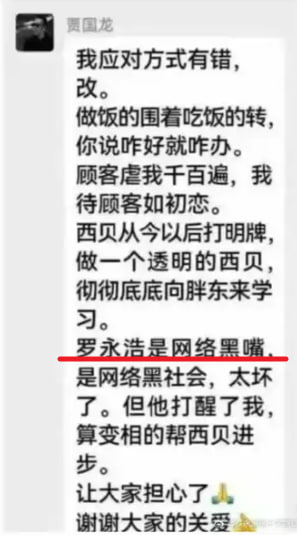 贾国龙
我应对方式有错，
改。
做饭的围着吃饭的转，
你说咋好就咋办。
顾客虐我千百遍，我
待顾客如初恋。
西贝从今以后打明牌，
做一个透明的西贝，
彻彻底底向胖东来学
习。
罗永浩是网络黑嘴，
是网络黑社会，太坏
了。但他打醒了我，
算变相的帮西贝进
步。
让大家担心了🙏
谢谢大家的关爱👍